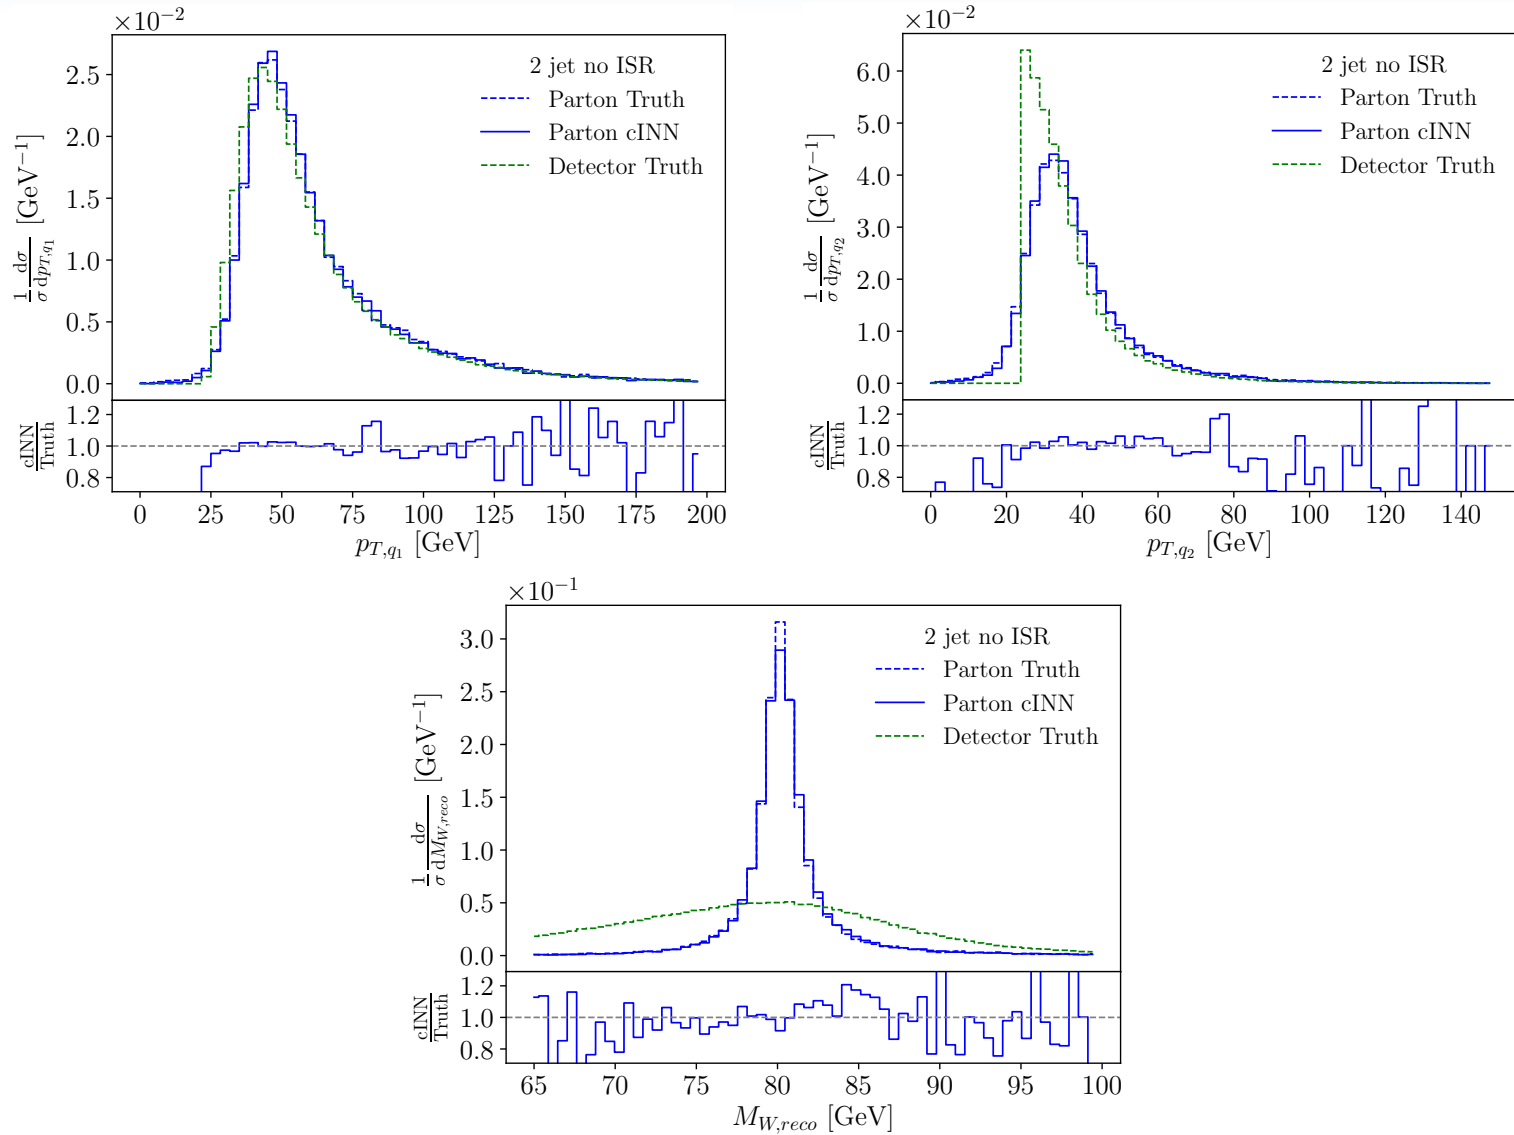 ×10⁻²
2 jet no ISR
Parton Truth
Parton cINN
Detector Truth
1/σ dσ/dp_{T,q₁} [GeV⁻¹]
2.5
2.0
1.5
1.0
0.5
0.0
cINN/Truth
1.2
1.0
0.8
0 25 50 75 100 125 150 175 200
p_{T,q₁} [GeV]
×10⁻²
2 jet no ISR
Parton Truth
Parton cINN
Detector Truth
1/σ dσ/dp_{T,q₂} [GeV⁻¹]
6.0
5.0
4.0
3.0
2.0
1.0
0.0
cINN/Truth
1.2
1.0
0.8
0 20 40 60 80 100 120 140
p_{T,q₂} [GeV]
×10⁻¹
2 jet no ISR
Parton Truth
Parton cINN
Detector Truth
1/σ dσ/dM_{W,reco} [GeV⁻¹]
3.0
2.5
2.0
1.5
1.0
0.5
0.0
cINN/Truth
1.2
1.0
0.8
65 70 75 80 85 90 95 100
M_{W,reco} [GeV]